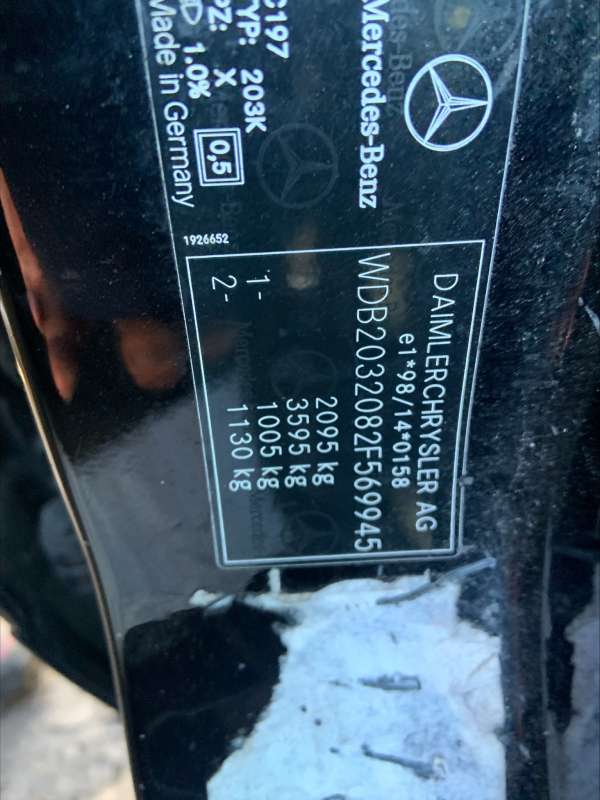 Mercedes-Benz
C197
TYP: 203K
PZ: X
1.0%
0,5
Made in Germany
1926652
DAIMLERCHRYSLER AG
e1*98/14*0158
WDB2032082F569945
2095 kg
3595 kg
1- 1005 kg
2- 1130 kg